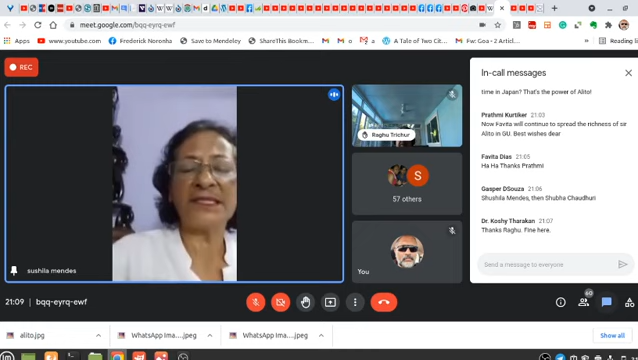 meet.google.com/bqq-eyrq-ewf
Apps
www.youtube.com
Frederick Noronha
Save to Mendeley
ShareThis Bookm...
M
M a
A Tale of Two Cit...
Fw: Goa - 2 Articl...
Reading li
REC
In-call messages
time in Japan? That's the power of Alito!
Prathmi Kurtiker 21:03
Now Favita will continue to spread the richness of sir
Alito in GU. Best wishes dear
Favita Dias 21:05
Ha Ha Thanks Prathmi
Gasper DSouza 21:06
Shushila Mendes, then Shubha Chaudhuri
Dr. Koshy Tharakan 21:07
Thanks Raghu. Fine here.
Send a message to everyone
Raghu Trichur
S
57 others
You
sushila mendes
21:09
bqq-eyrq-ewf
60
alito.jpg
WhatsApp Ima....jpeg
WhatsApp Ima....jpeg
Show all